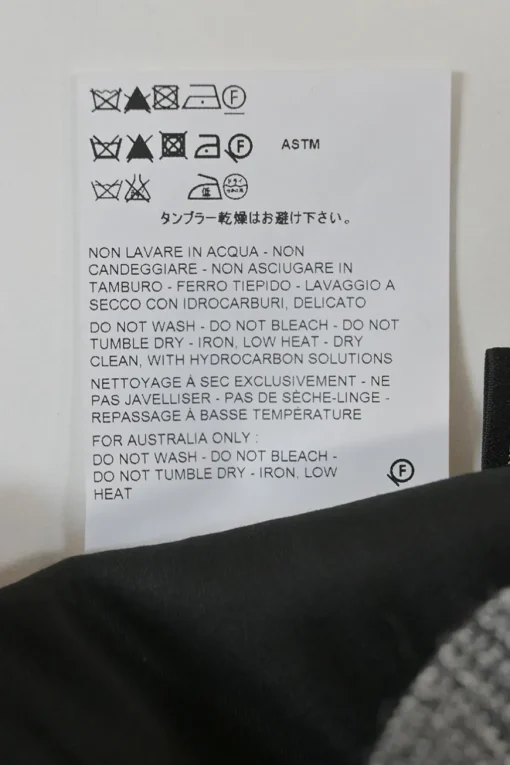 F
F ASTM
低 ドライ
タンブラー乾燥はお避け下さい。
NON LAVARE IN ACQUA - NON
CANDEGGIARE - NON ASCIUGARE IN
TAMBURO - FERRO TIEPIDO - LAVAGGIO A
SECCO CON IDROCARBURI, DELICATO
DO NOT WASH - DO NOT BLEACH - DO NOT
TUMBLE DRY - IRON, LOW HEAT - DRY
CLEAN, WITH HYDROCARBON SOLUTIONS
NETTOYAGE À SEC EXCLUSIVEMENT - NE
PAS JAVELLISER - PAS DE SÈCHE-LINGE -
REPASSAGE À BASSE TEMPÉRATURE
FOR AUSTRALIA ONLY :
DO NOT WASH - DO NOT BLEACH -
DO NOT TUMBLE DRY - IRON, LOW
HEAT
F